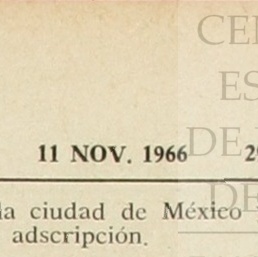 CE
ES
11 NOV. 1966 DE
la ciudad de México
DE
adscripción.